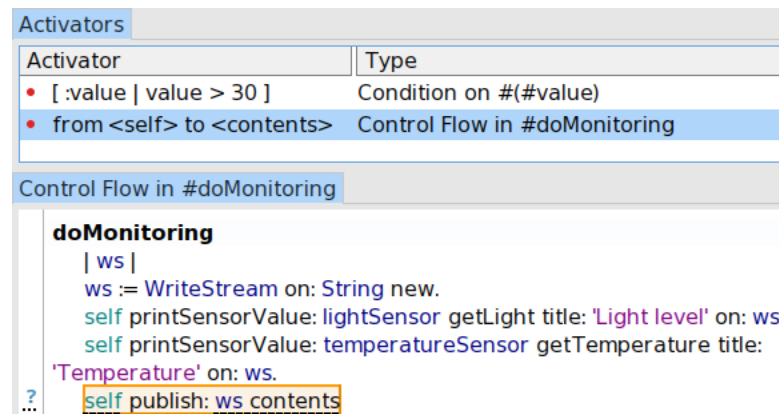 Activators
Activator Type
• [ :value | value > 30 ] Condition on #(#value)
• from <self> to <contents> Control Flow in #doMonitoring
Control Flow in #doMonitoring
doMonitoring
| ws |
ws := WriteStream on: String new.
self printSensorValue: lightSensor getLight title: 'Light level' on: ws
self printSensorValue: temperatureSensor getTemperature title:
'Temperature' on: ws.
? self publish: ws contents